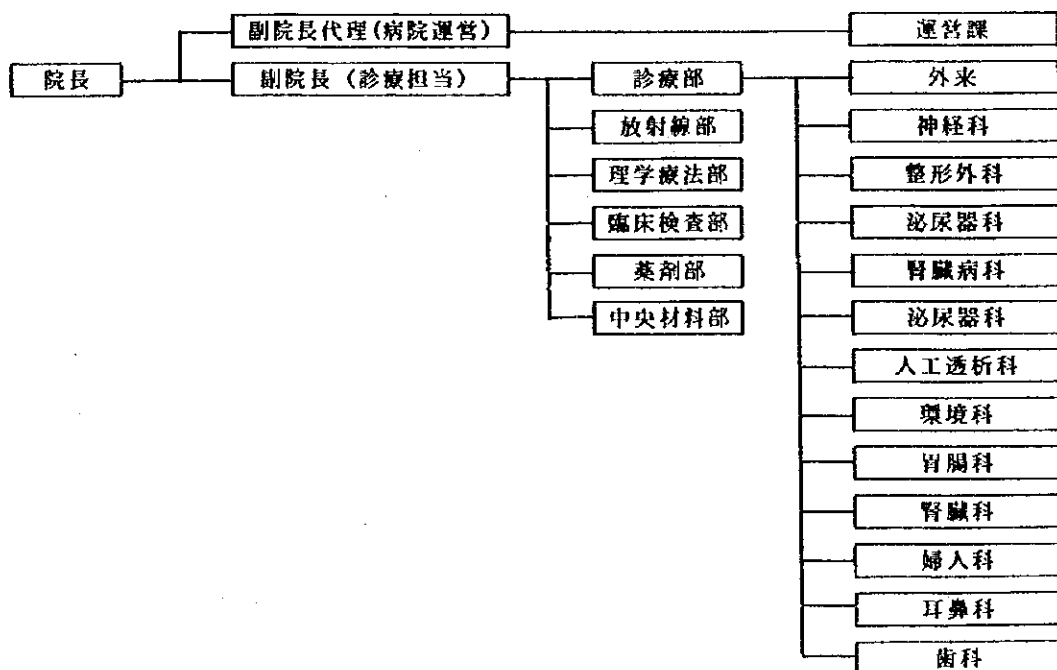 副院長代理(病院運営)
運営課
院長
副院長(診療担当)
診療部
外来
放射線部
神経科
理学療法部
整形外科
臨床検査部
泌尿器科
薬剤部
腎臓病科
中央材料部
泌尿器科
人工透析科
環境科
胃腸科
腎臓科
婦人科
耳鼻科
歯科